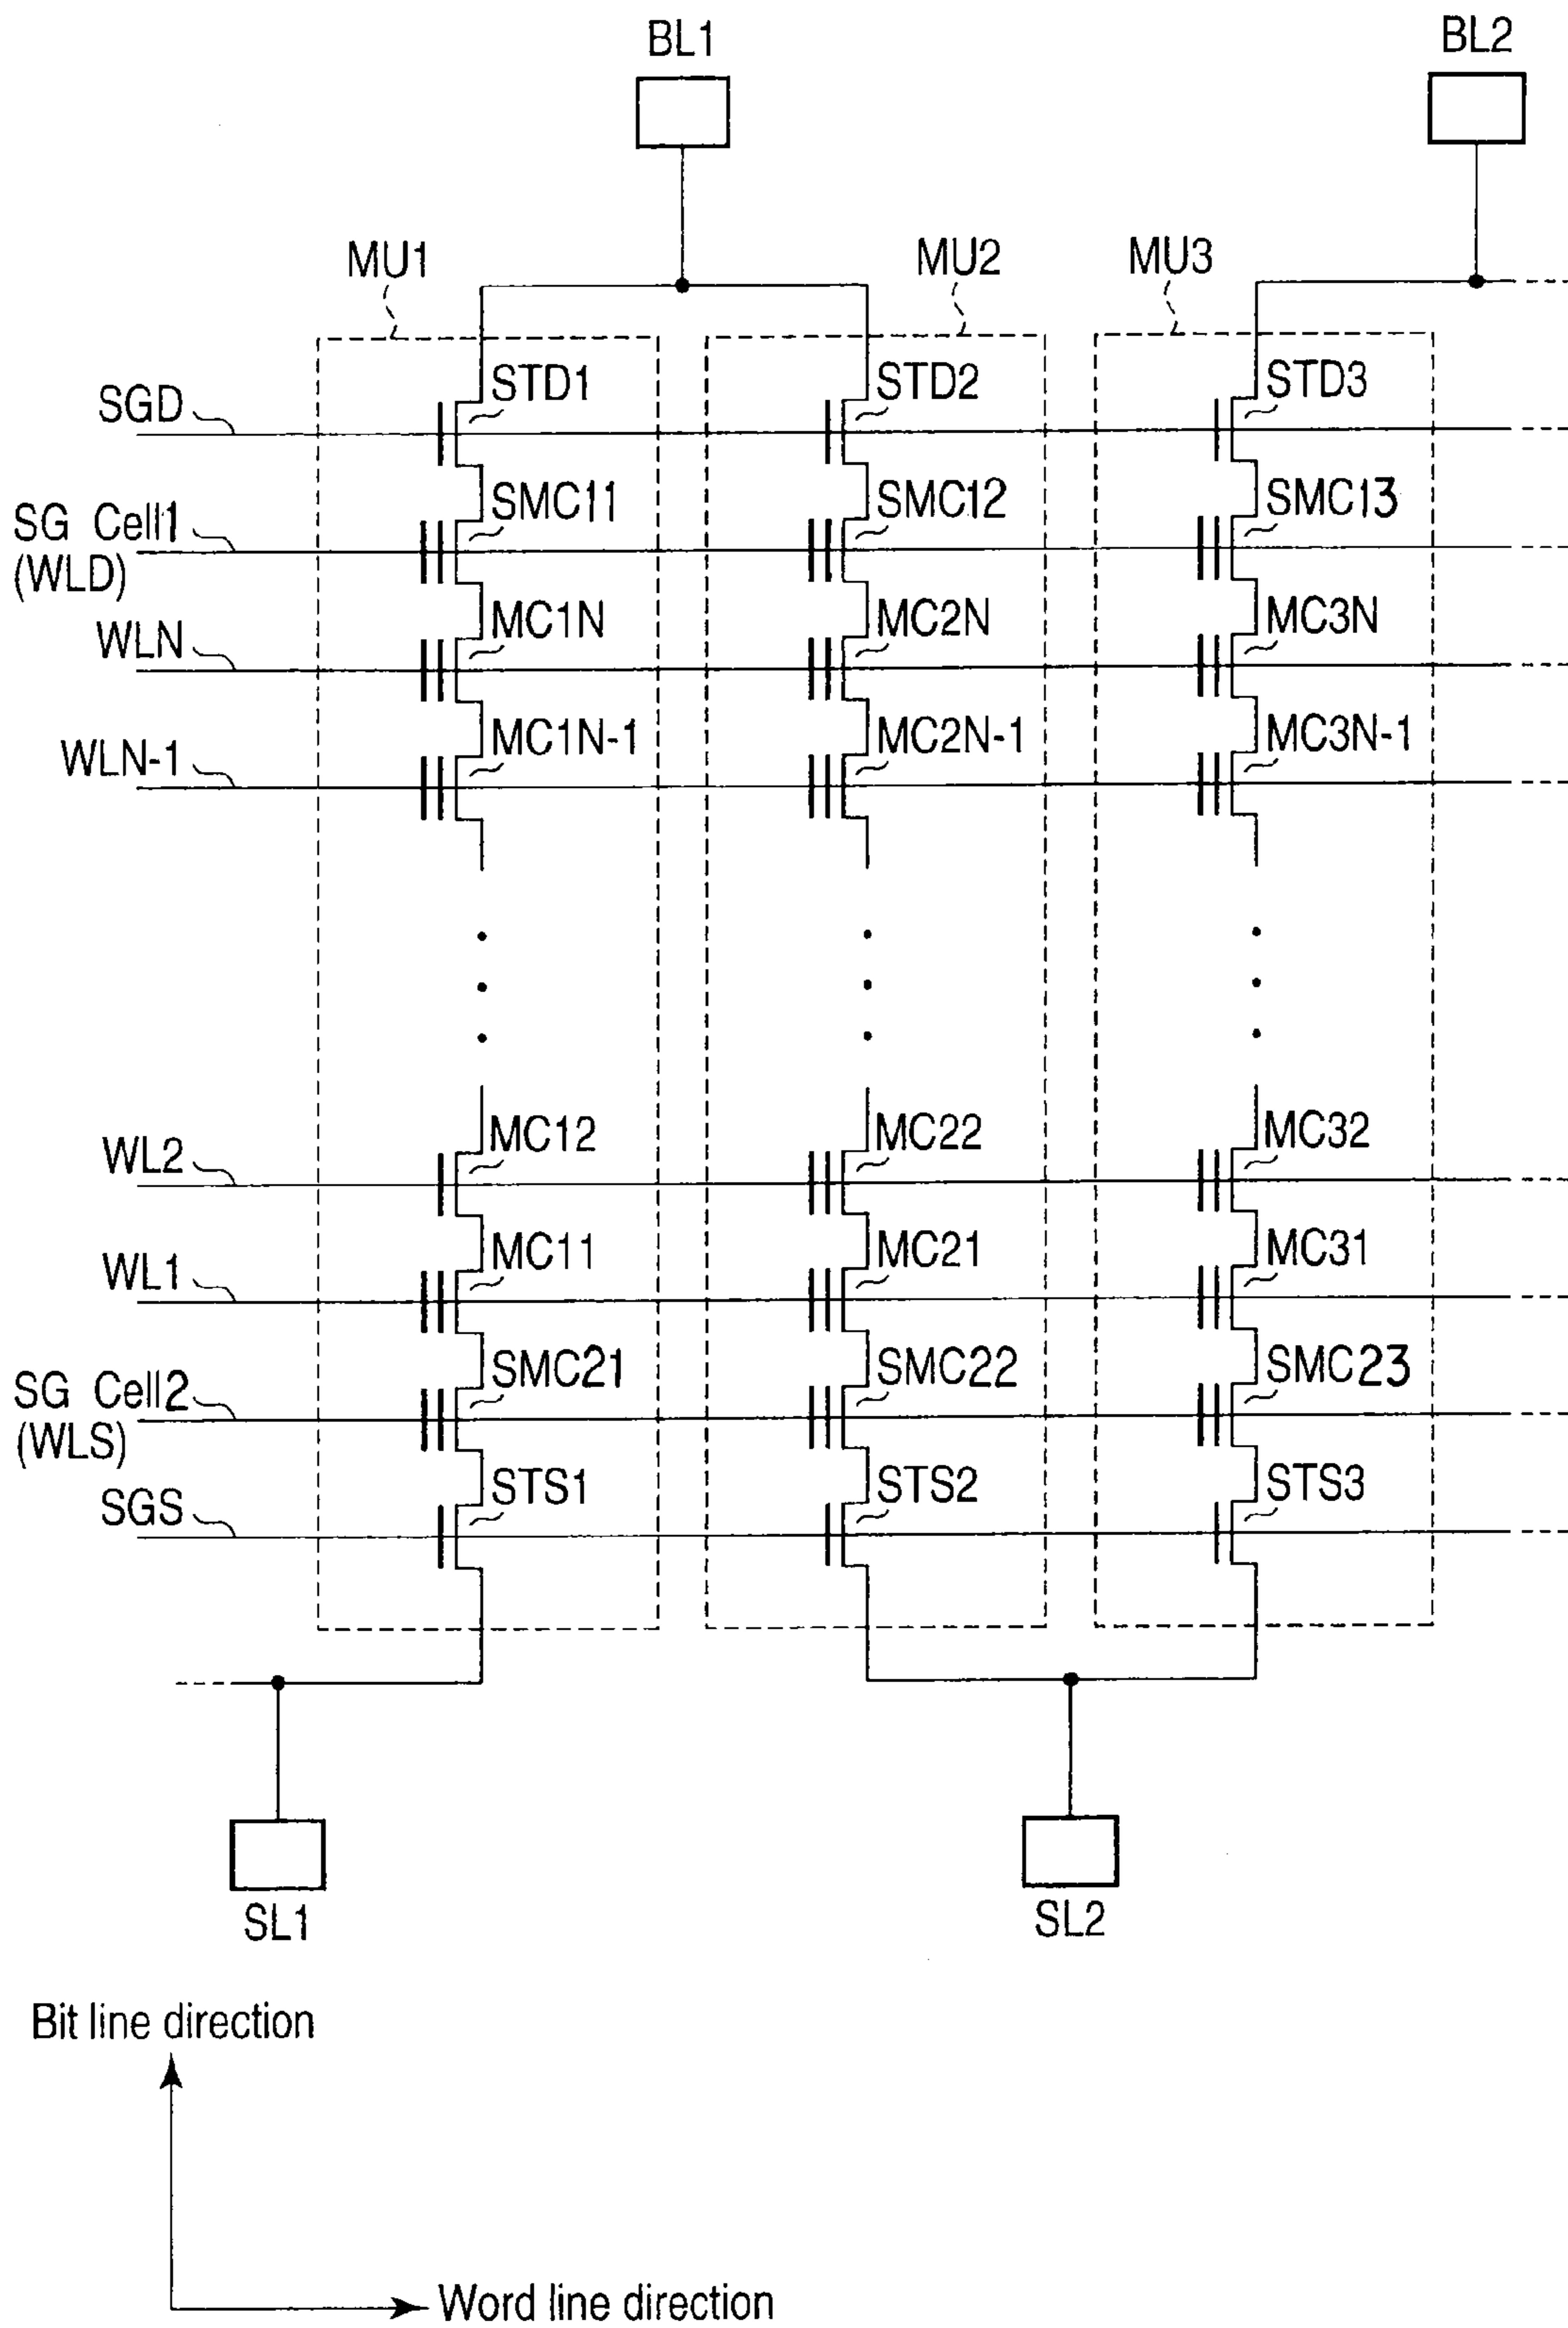 BL1 BL2
MU1 MU2 MU3
STD1 STD2 STD3
SGD
SMC11 SMC12 SMC13
SG Cell1
(WLD)
MC1N MC2N MC3N
WLN
MC1N-1 MC2N-1 MC3N-1
WLN-1
MC12 MC22 MC32
WL2
MC11 MC21 MC31
WL1
SMC21 SMC22 SMC23
SG Cell2
(WLS)
STS1 STS2 STS3
SGS
SL1 SL2
Bit line direction
Word line direction